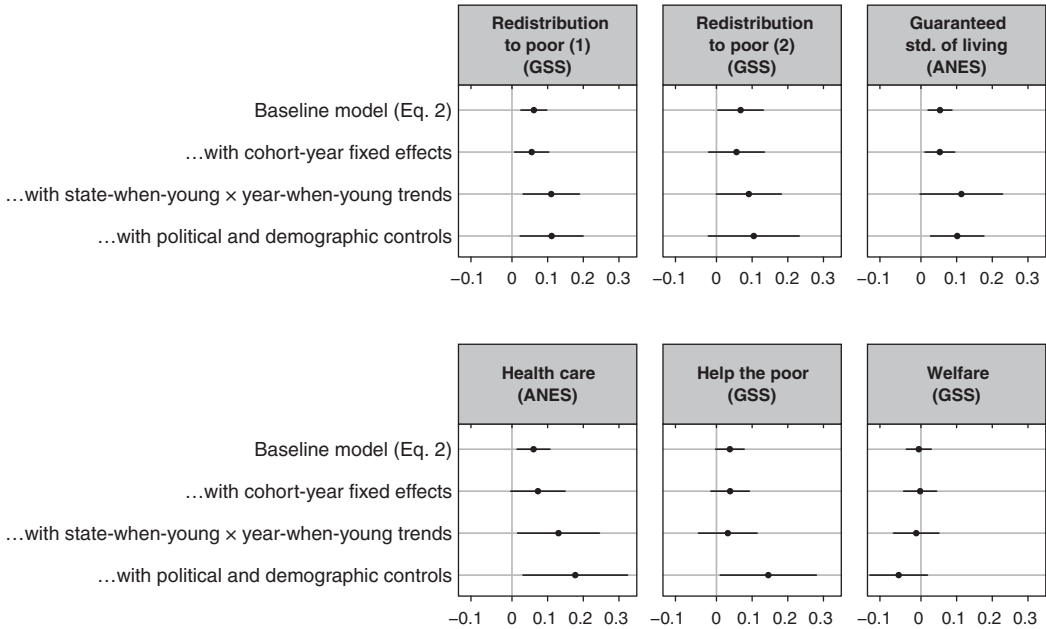 Redistribution
to poor (1)
(GSS)
Redistribution
to poor (2)
(GSS)
Guaranteed
std. of living
(ANES)
Baseline model (Eq. 2)
…with cohort-year fixed effects
…with state-when-young × year-when-young trends
…with political and demographic controls
−0.1 0 0.1 0.2 0.3
−0.1 0 0.1 0.2 0.3
−0.1 0 0.1 0.2 0.3
Health care
(ANES)
Help the poor
(GSS)
Welfare
(GSS)
Baseline model (Eq. 2)
…with cohort-year fixed effects
…with state-when-young × year-when-young trends
…with political and demographic controls
−0.1 0 0.1 0.2 0.3
−0.1 0 0.1 0.2 0.3
−0.1 0 0.1 0.2 0.3